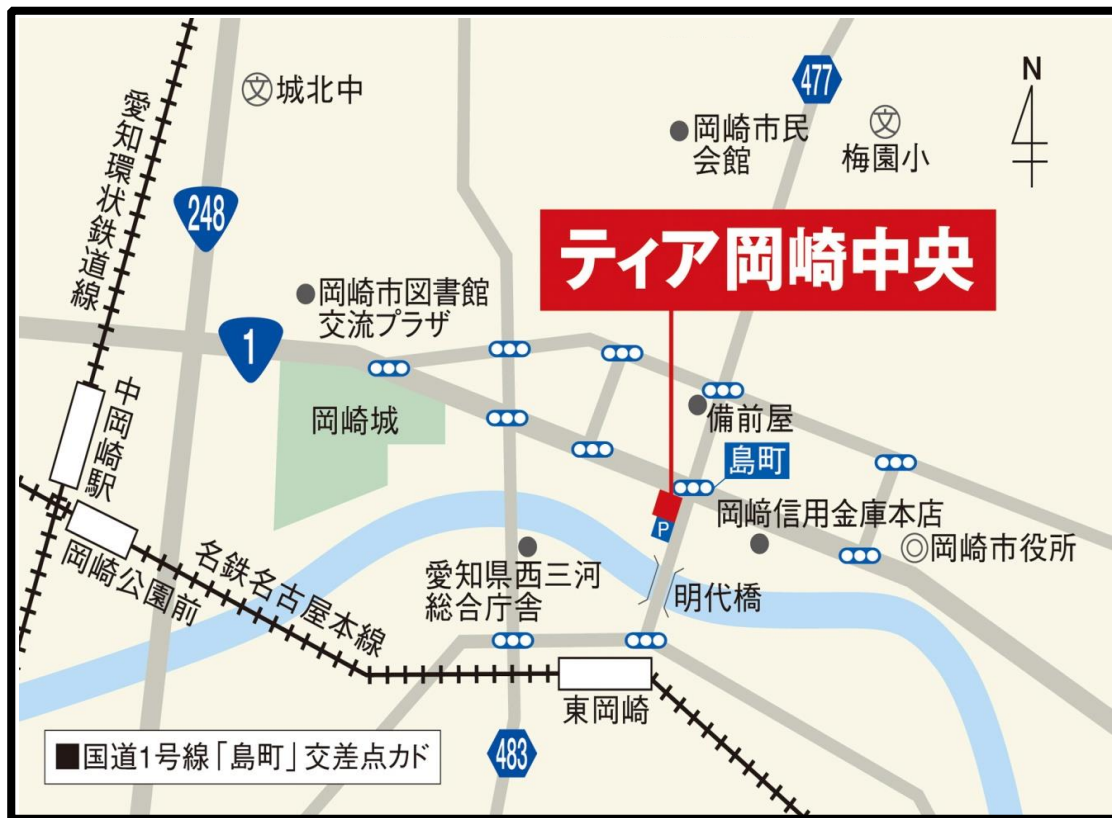 城北中
477
N
岡崎市民
会館
梅園小
愛知環状鉄道線
248
ティア岡崎中央
岡崎市図書館
交流プラザ
1
岡崎城
備前屋
島町
中岡崎駅
P
岡﨑信用金庫本店
岡崎市役所
岡崎公園前
名鉄名古屋本線
愛知県西三河
総合庁舎
明代橋
東岡崎
483
■国道1号線「島町」交差点カド